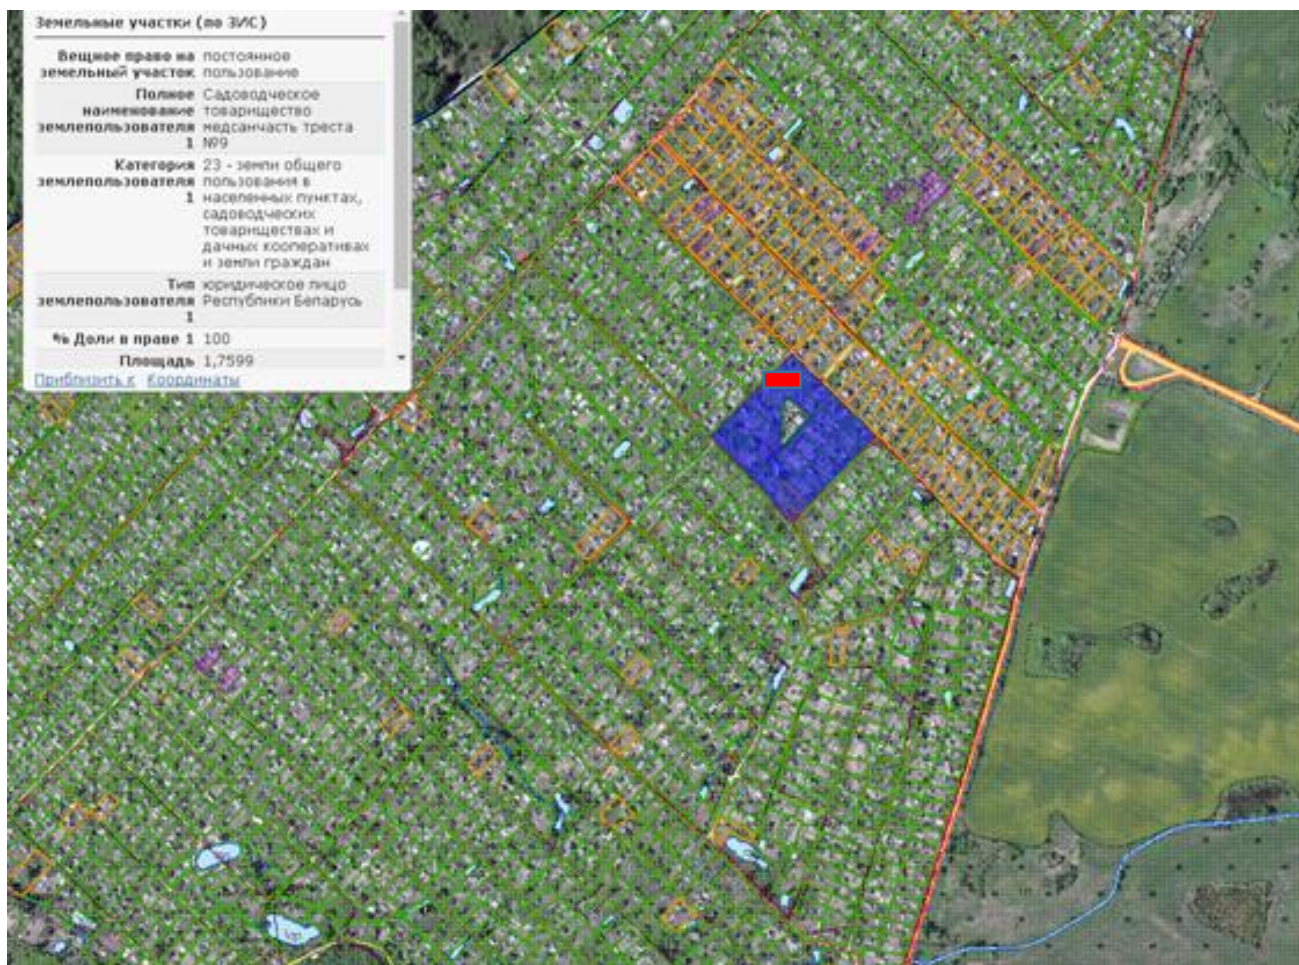 Земельные участки (по ЗИС)
Вещное право на постоянное
земельный участок пользование
Полное Садоводческое
наименование товарищество
землепользователя медсанчасть треста
1 №9
Категория 23 - земли общего
землепользователя пользования в
1 населенных пунктах,
садоводческих
товариществах и
дачных кооперативах
и земли граждан
Тип юридическое лицо
землепользователя Республики Беларусь
1
% Доли в праве 1 100
Площадь 1,7599
Приблизить к Координаты